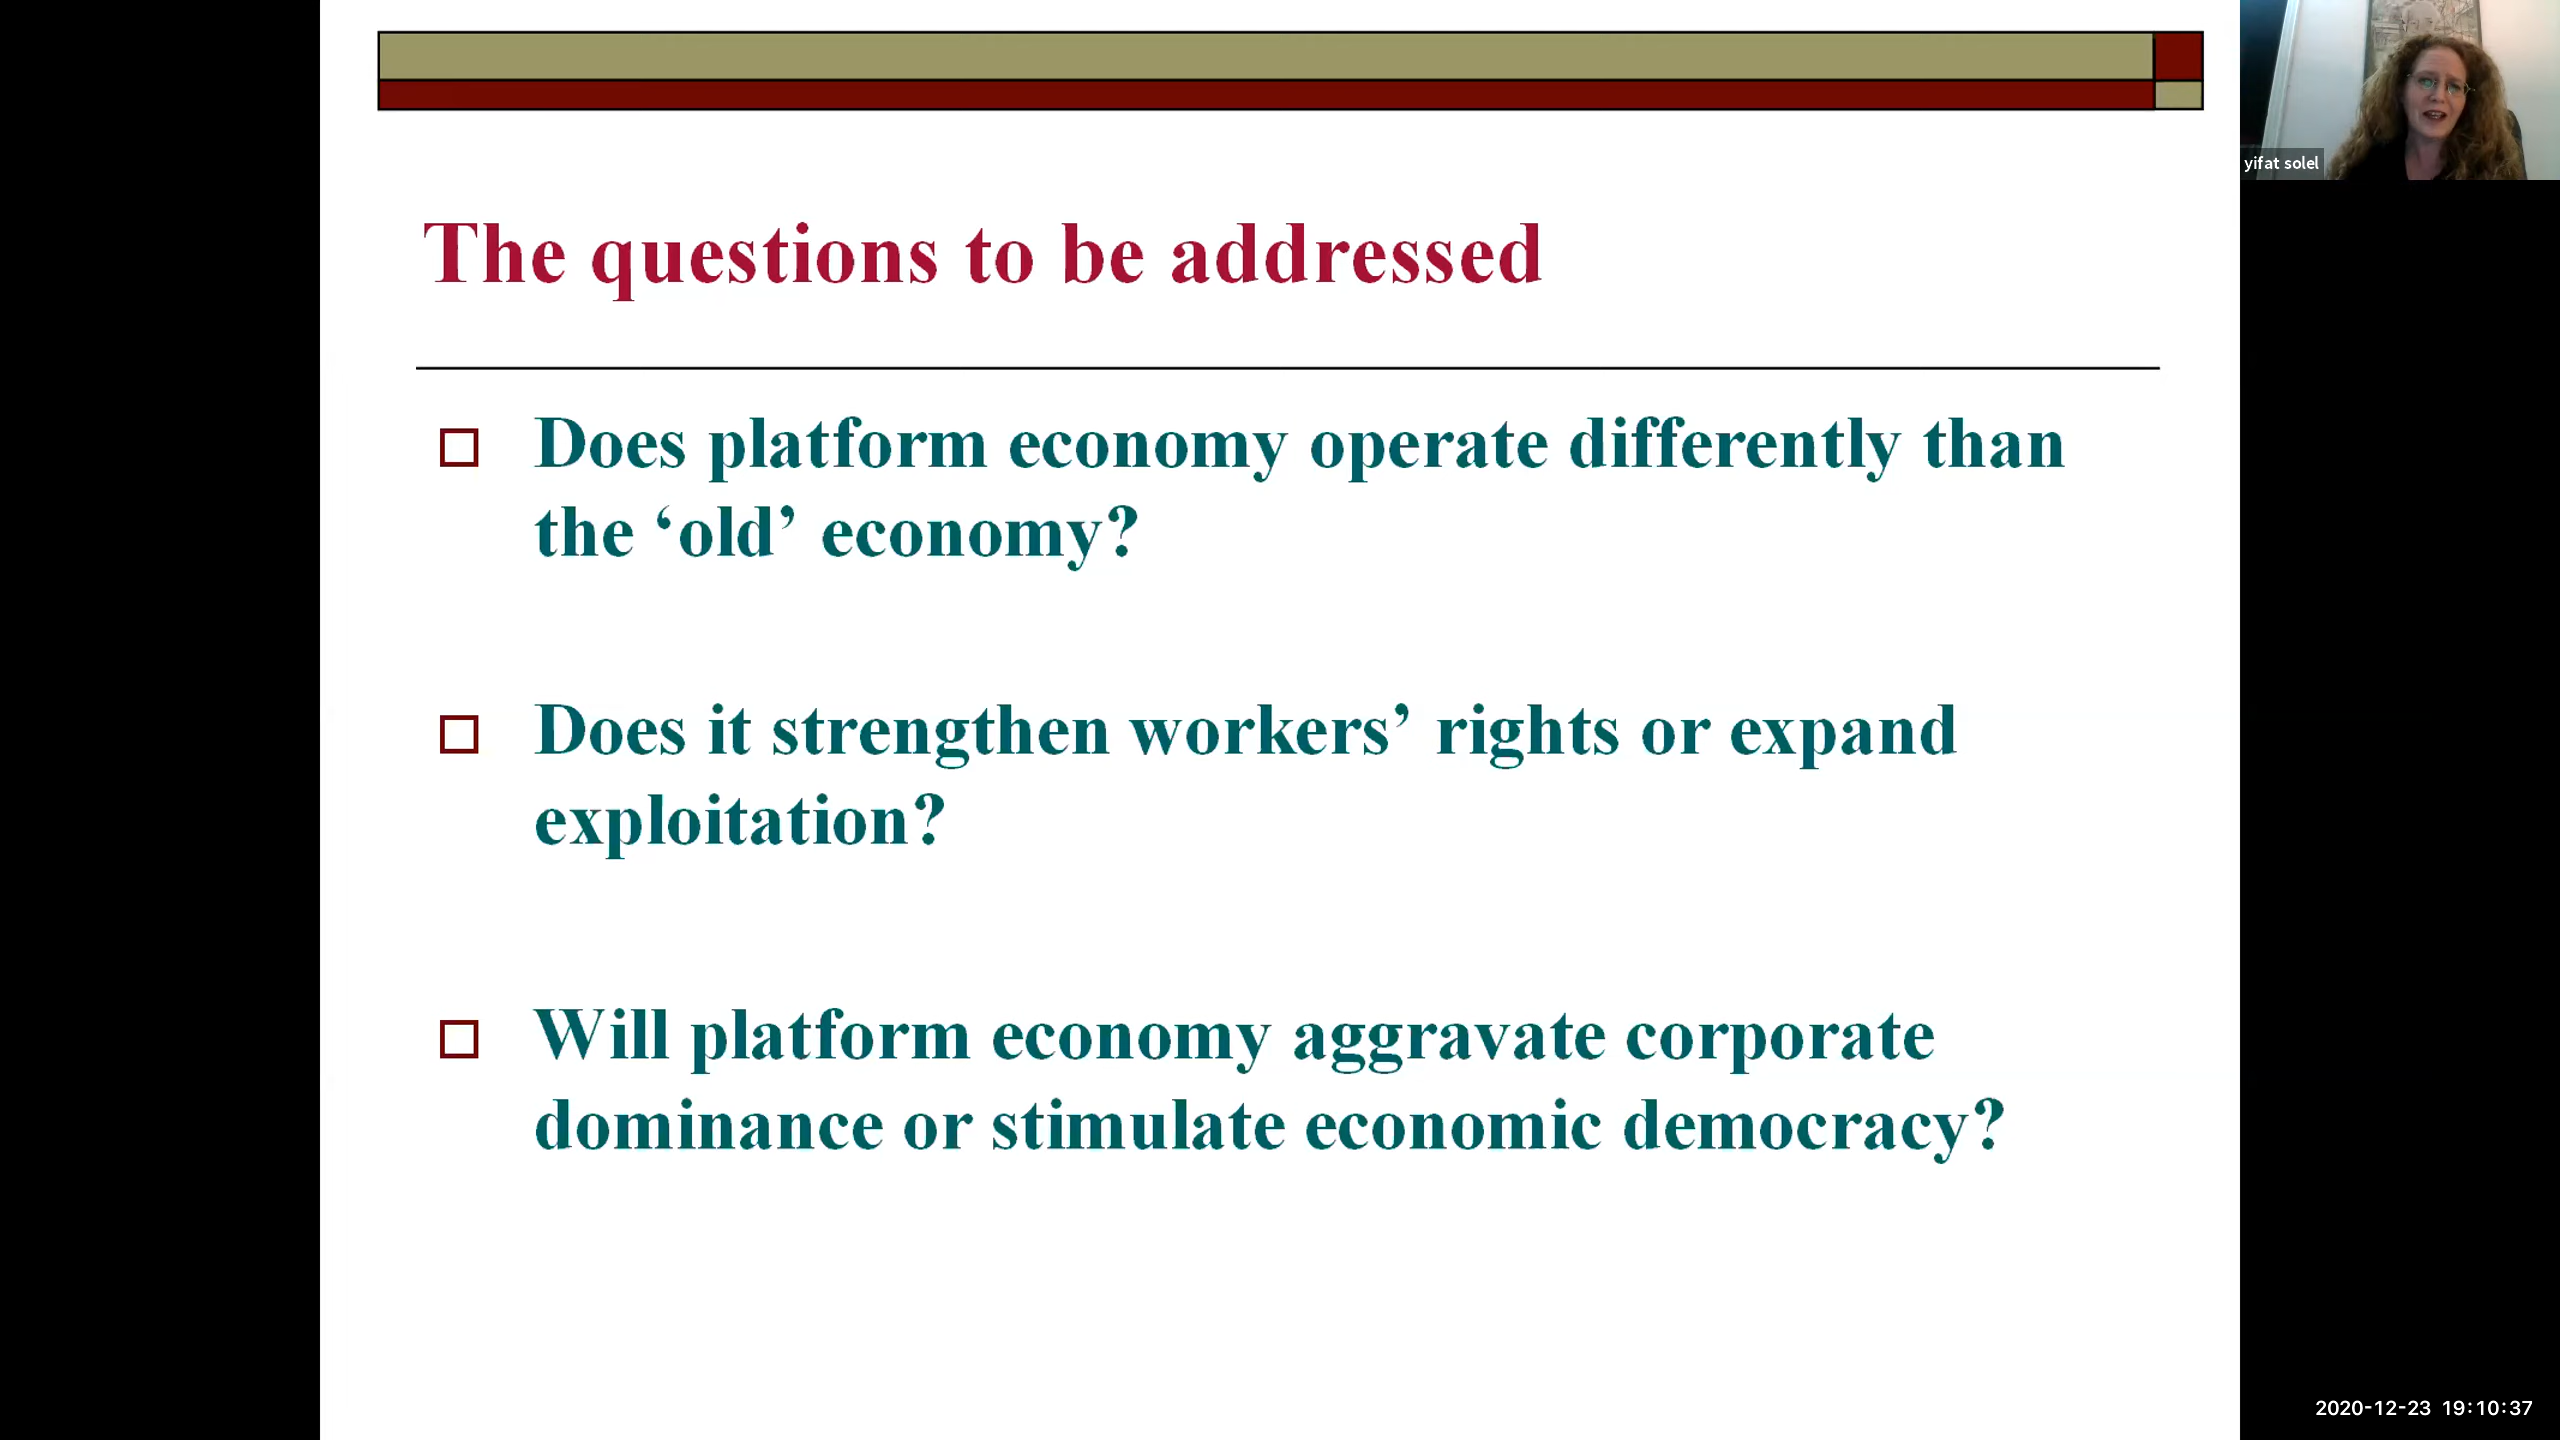 yifat solel
The questions to be addressed
Does platform economy operate differently than
the ‘old’ economy?
Does it strengthen workers’ rights or expand
exploitation?
Will platform economy aggravate corporate
dominance or stimulate economic democracy?
2020-12-23 19:10:37